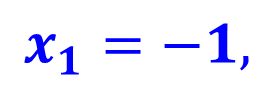 x₁ = −1,